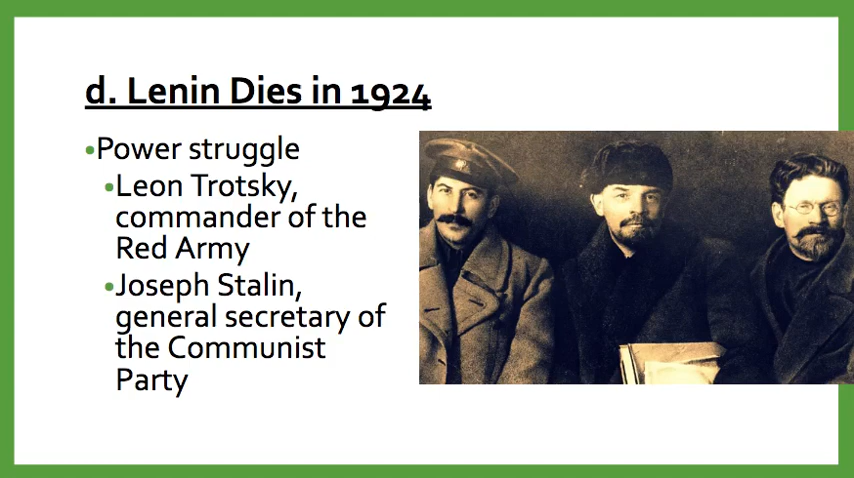 d. Lenin Dies in 1924
•Power struggle
•Leon Trotsky,
commander of the
Red Army
•Joseph Stalin,
general secretary of
the Communist
Party